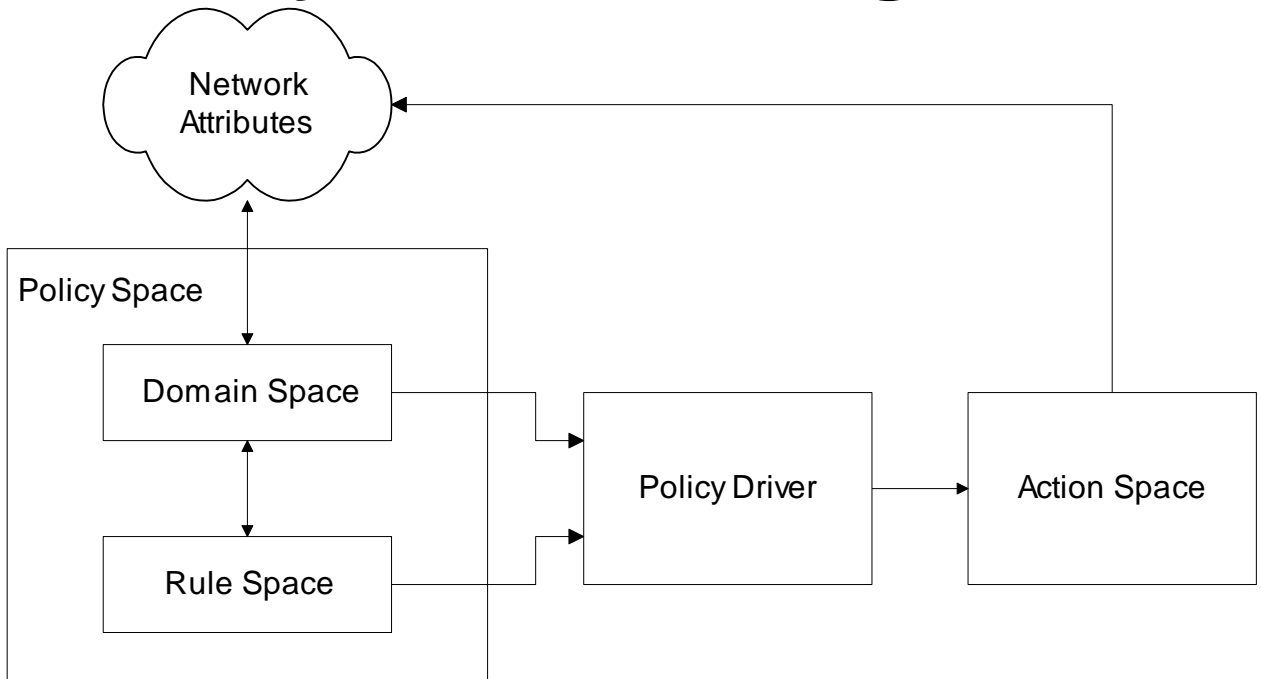 Network
Attributes
Policy Space
Domain Space
Policy Driver
Action Space
Rule Space